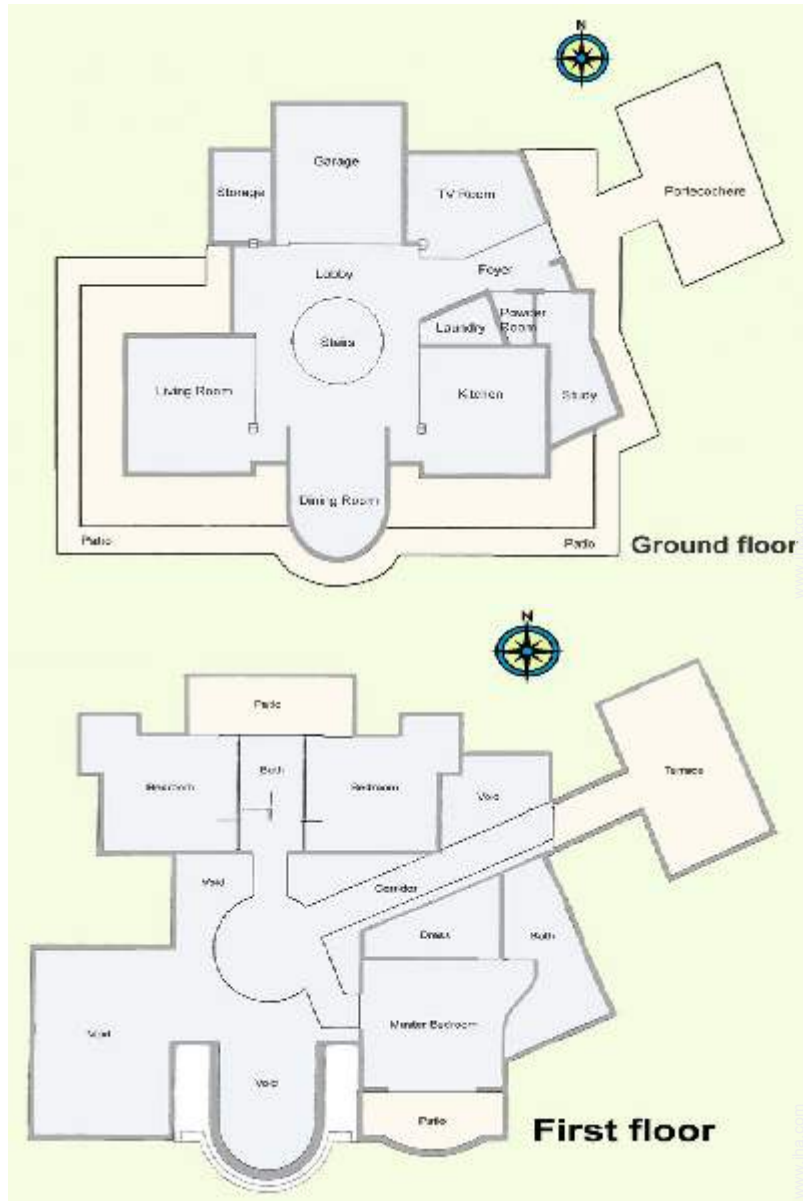 N
Garage
Storage
TV Room
Portecochere
Lobby
Foyer
Stairs
Laundry
Powder
Room
Living Room
Kitchen
Study
Dining Room
Patio
Patio
Ground floor
N
Patio
Bedroom
Bath
Bedroom
Void
Terrace
Void
Corridor
Dress
Bath
Void
Master Bedroom
Void
Patio
First floor